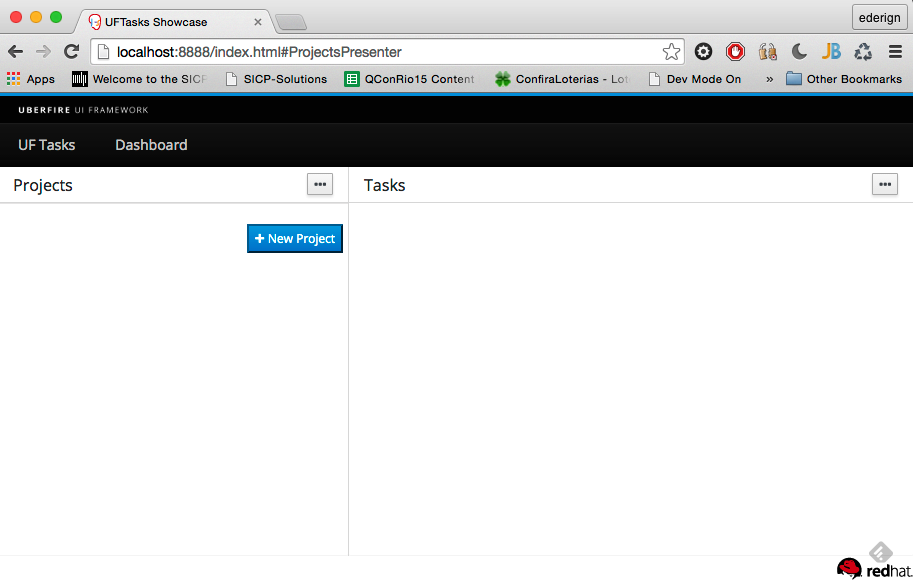 UFTasks Showcase
ederign
localhost:8888/index.html#ProjectsPresenter
Apps Welcome to the SICP SICP-Solutions QConRio15 Content ConfiraLoterias - Lot Dev Mode On » Other Bookmarks
UBERFIRE UI FRAMEWORK
UF Tasks Dashboard
Projects Tasks
+ New Project
redhat.